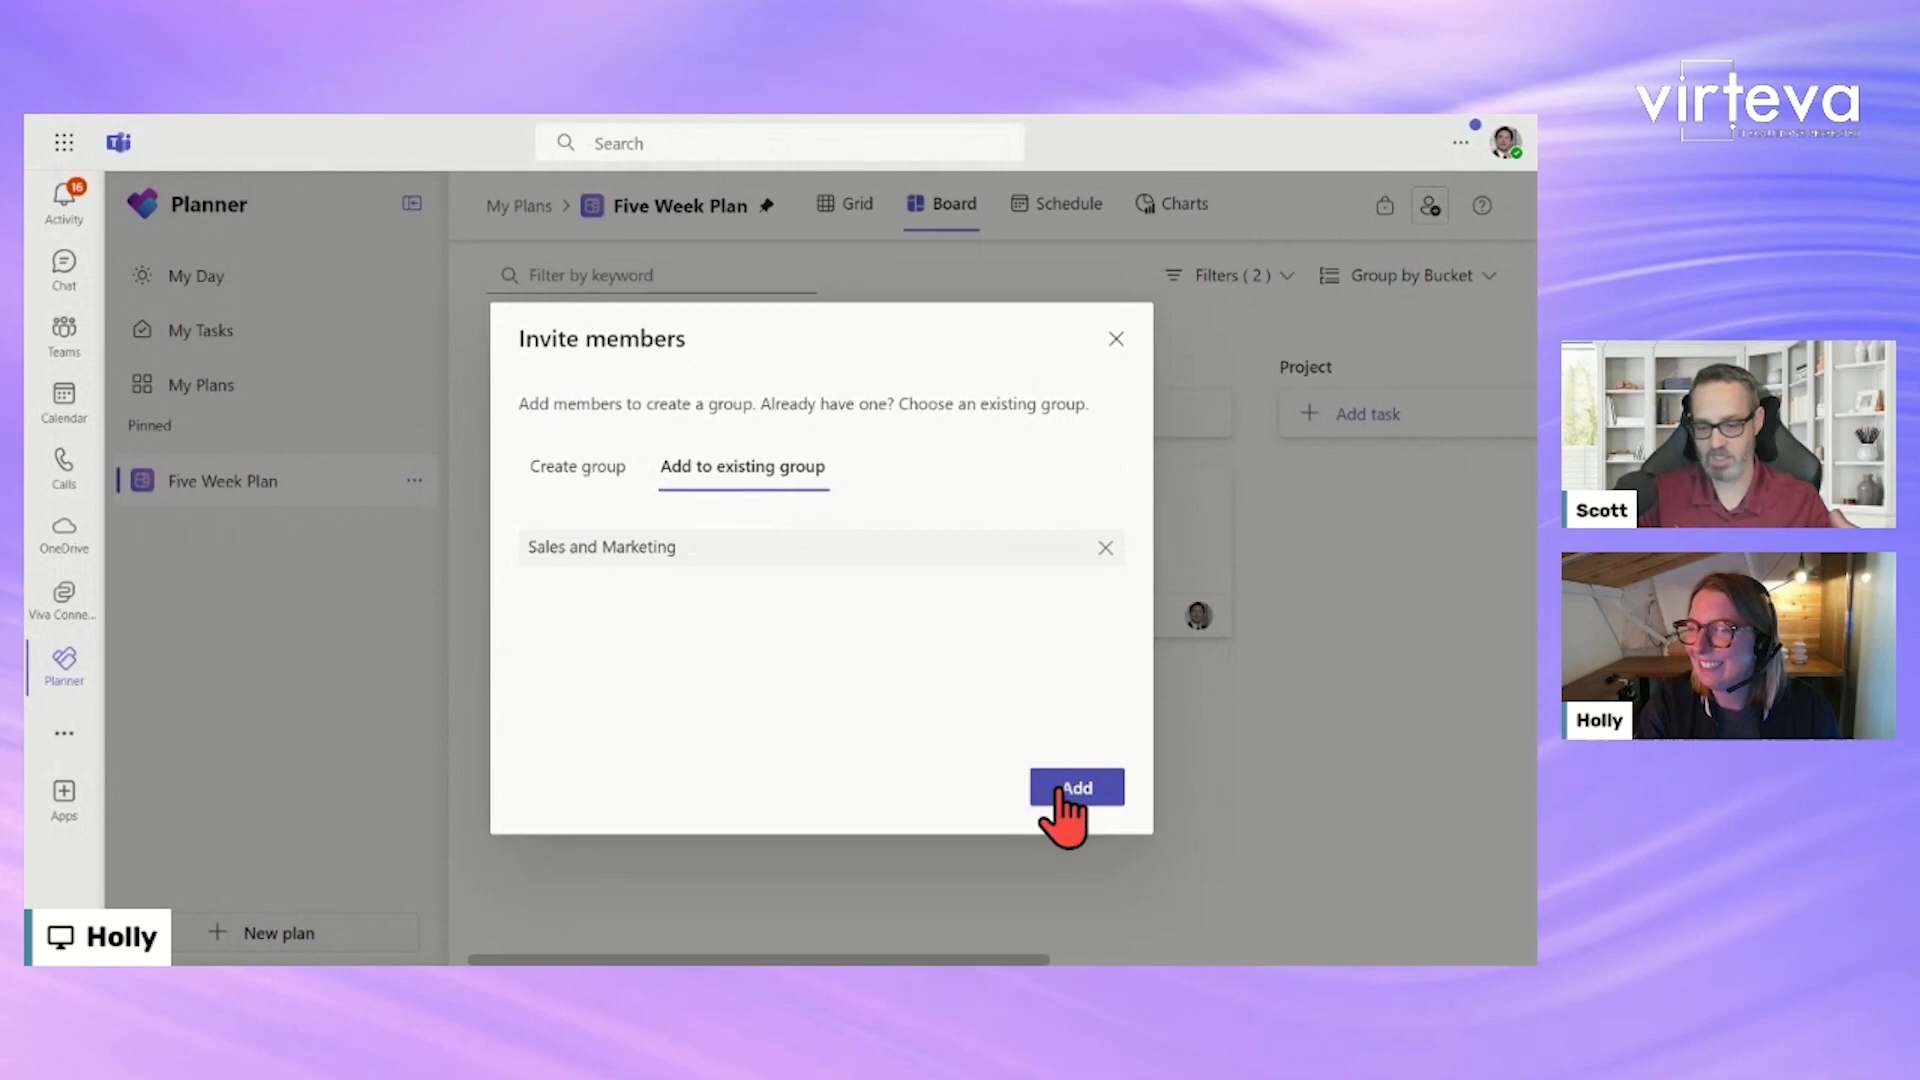 virteva
Search
16
Activity
Chat
Teams
Calendar
Calls
OneDrive
Viva Conne...
Planner
Apps
Planner
My Day
My Tasks
My Plans
Pinned
Five Week Plan
New plan
My Plans > Five Week Plan
Grid
Board
Schedule
Charts
Filter by keyword
Filters ( 2 )
Group by Bucket
Project
Add task
Invite members
Add members to create a group. Already have one? Choose an existing group.
Create group
Add to existing group
Sales and Marketing
Add
Scott
Holly
Holly